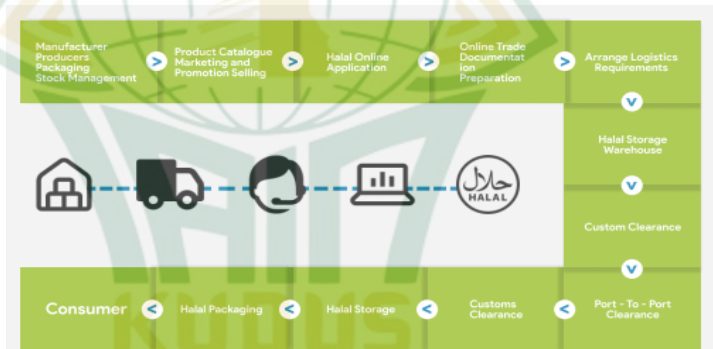 Manufacturer
Producers
Packaging
Stock Management
Product Catalogue
Marketing and
Promotion Selling
Halal Online
Application
Online Trade
Documentat
ion
Preparation
Arrange Logistics
Requirements
Halal Storage
Warehouse
Custom Clearance
Port - To - Port
Clearance
Customs
Clearance
Halal Storage
Halal Packaging
Consumer
حلال
HALAL
KUDUS